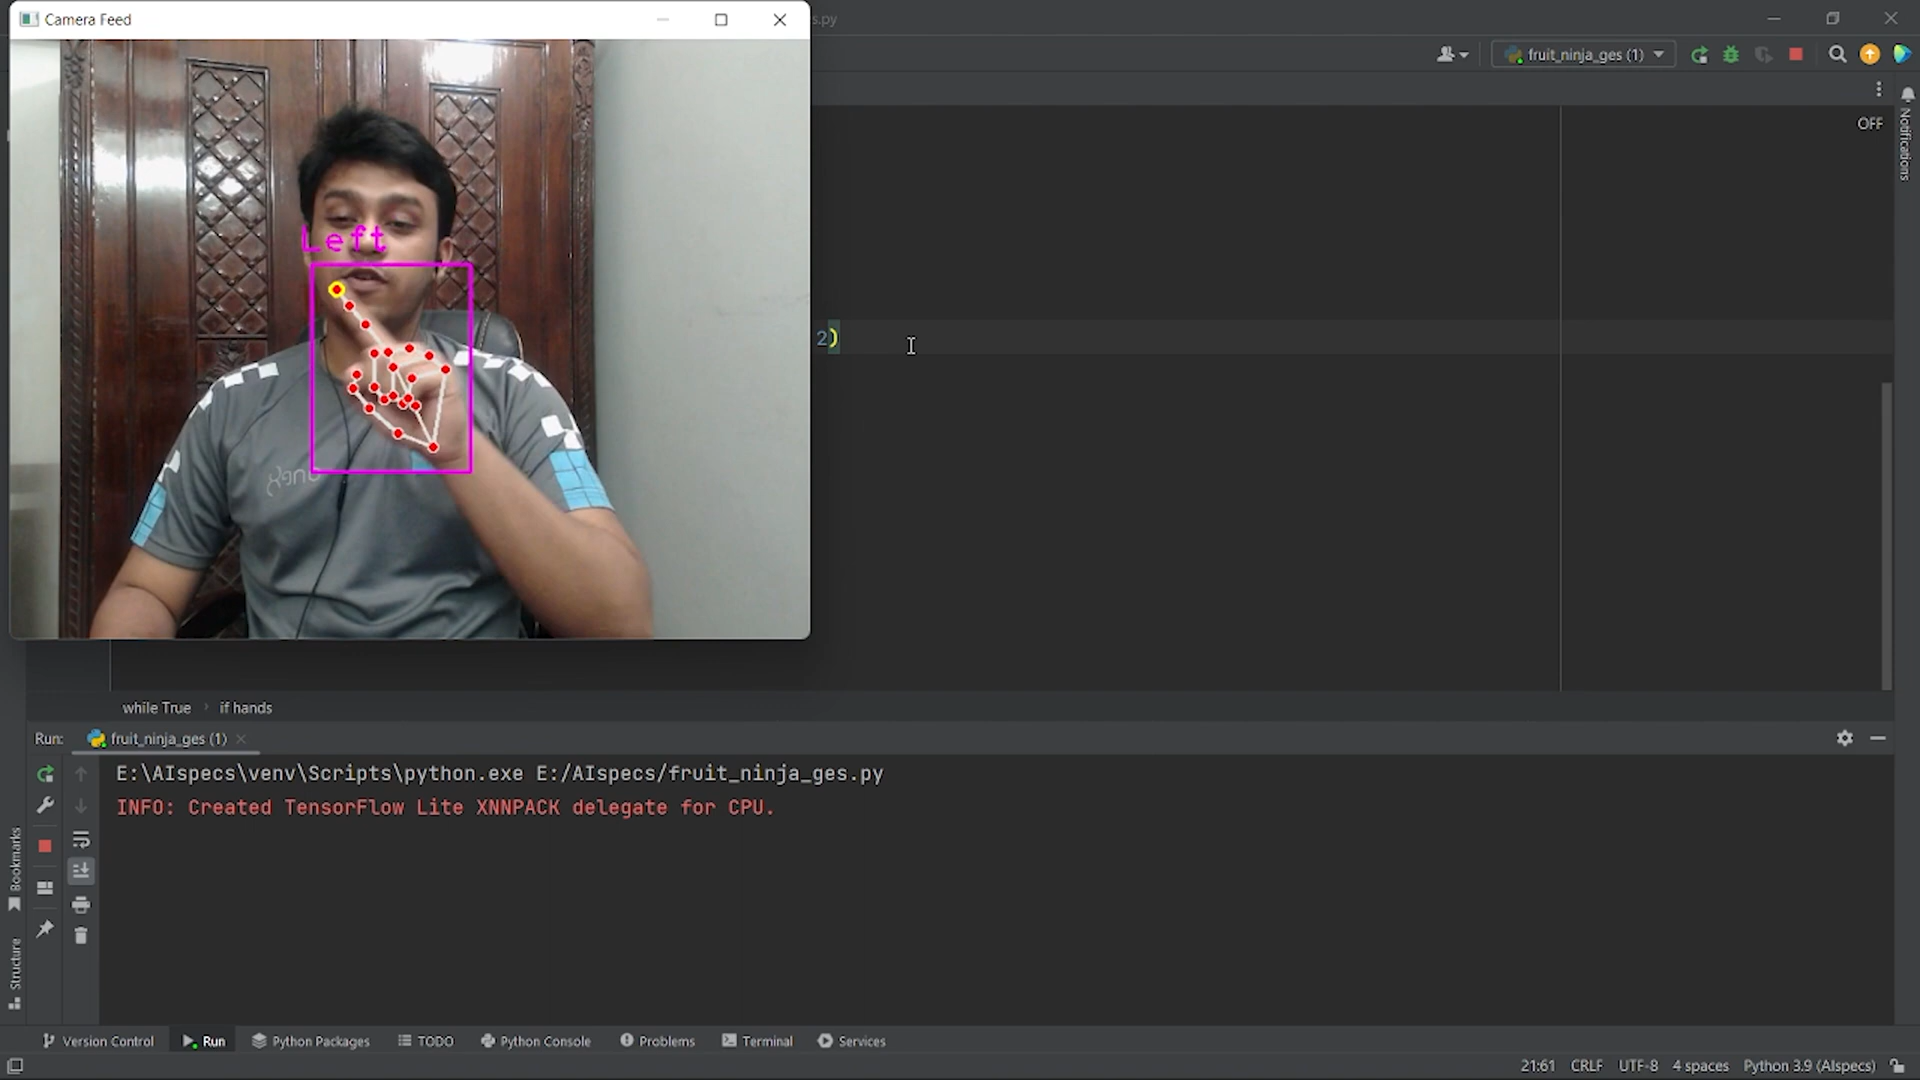 Camera Feed
s.py
fruit_ninja_ges (1)
OFF
Notifications
Left
2)
while True > if hands
Run: fruit_ninja_ges (1)
E:\AIspecs\venv\Scripts\python.exe E:/AIspecs/fruit_ninja_ges.py
INFO: Created TensorFlow Lite XNNPACK delegate for CPU.
Bookmarks
Structure
Version Control Run Python Packages TODO Python Console Problems Terminal Services
21:61 CRLF UTF-8 4 spaces Python 3.9 (AIspecs)